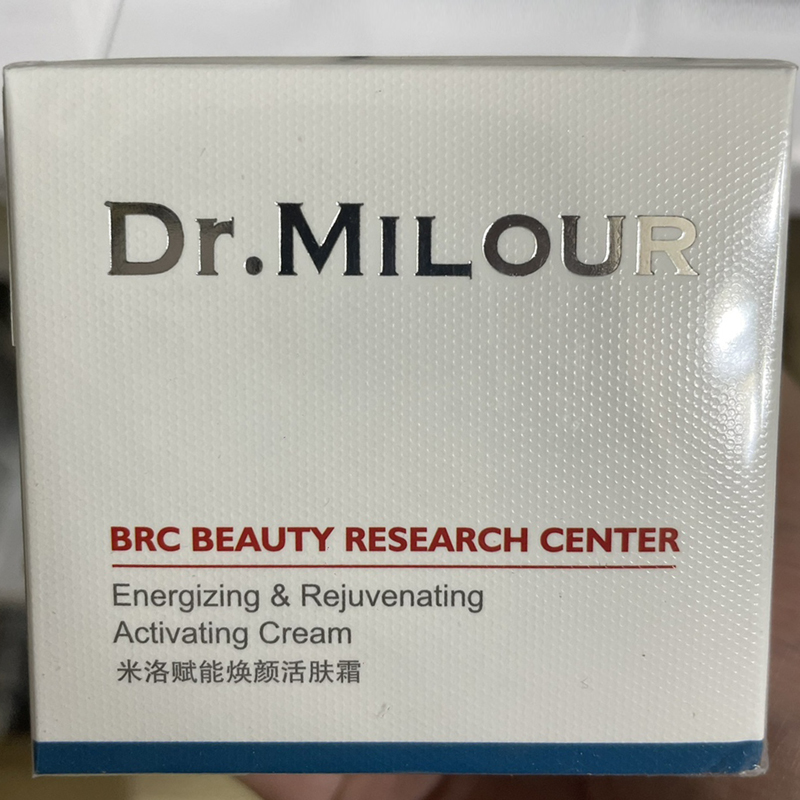 Dr.MILOUR
BRC BEAUTY RESEARCH CENTER
Energizing & Rejuvenating
Activating Cream
米洛赋能焕颜活肤霜